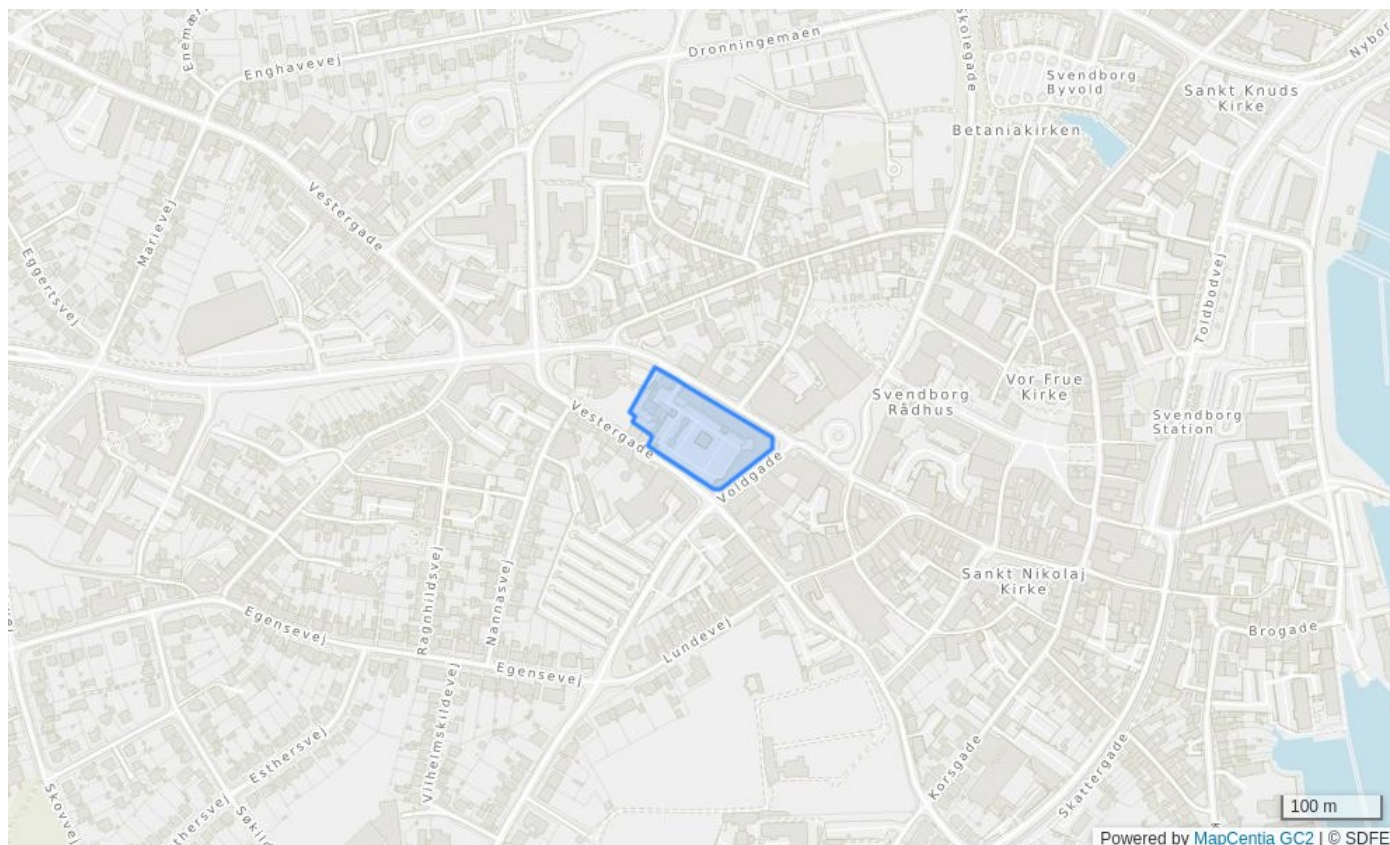 Enghavevej
Dronningemaen
Skolegade
Svendborg
Byvold
Sankt Knuds
Kirke
Betaniakirken
Vestergade
Marievej
Eggertsvej
Toldbodvej
Vor Frue
Kirke
Svendborg
Rådhus
Svendborg
Station
Vestergade
Voldgade
Sankt Nikolaj
Kirke
Ragnhildsvej
Nannasvej
Egensevej
Egensevej
Lundevej
Brogade
Vilhelmskildevej
Esthersvej
Korsgade
Skattergade
Skovvej
100 m
Powered by MapCentia GC2 | © SDFE